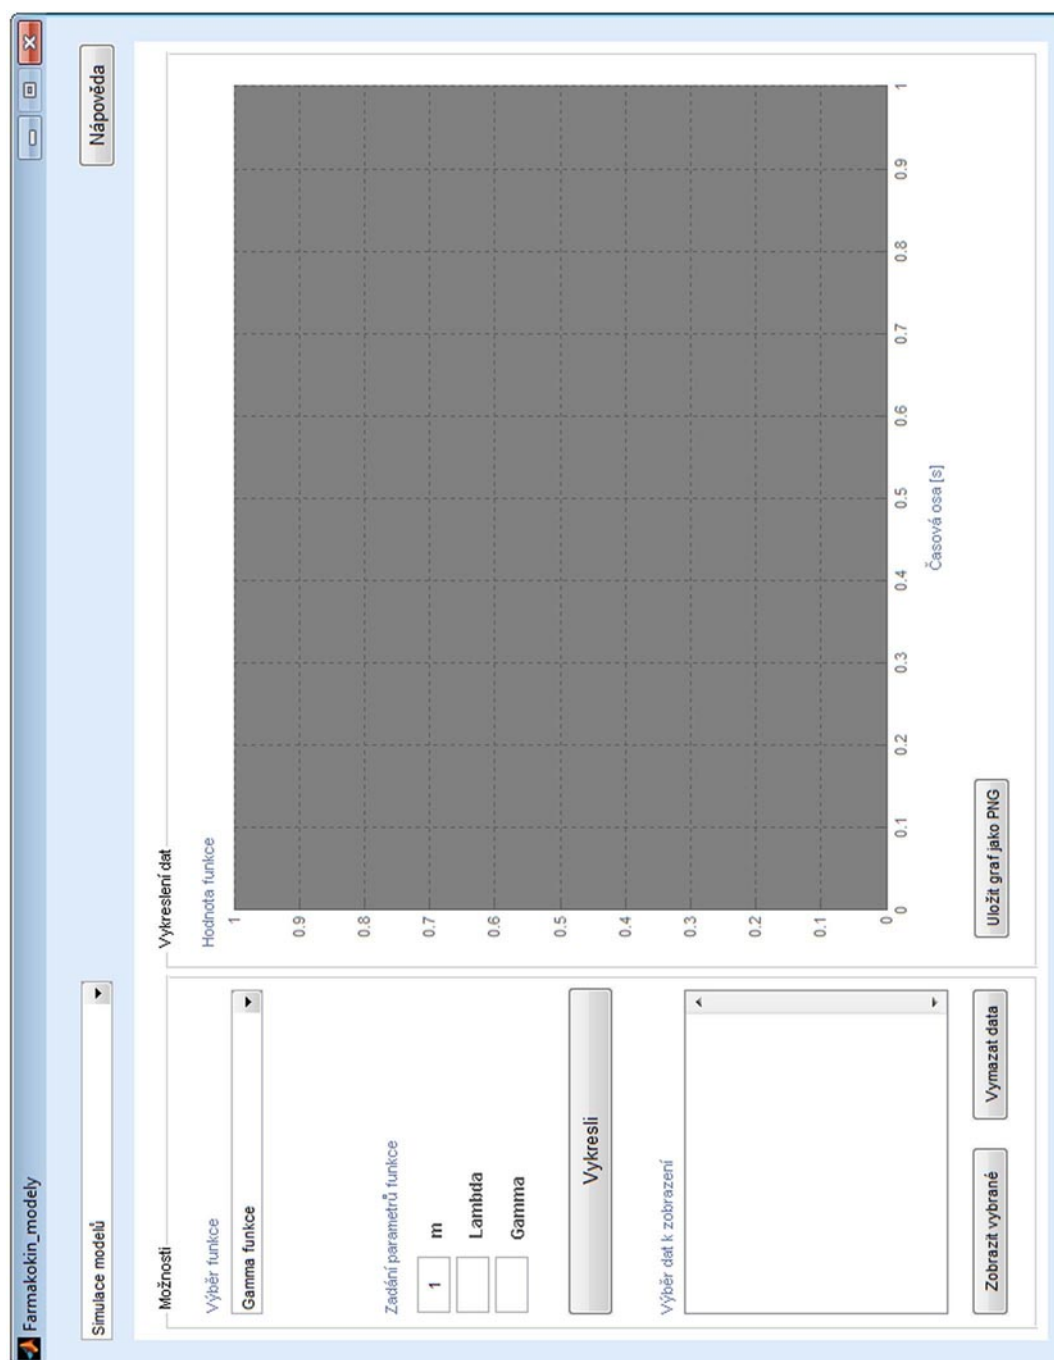 Farmakokin_modely
Simulace modelů
Nápověda
Možnosti
Výběr funkce
Gamma funkce
Zadání parametrů funkce
1 m
Lambda
Gamma
Vykresli
Výběr dat k zobrazení
Zobrazit vybrané
Vymazat data
Vykreslení dat
Hodnota funkce
1
0.9
0.8
0.7
0.6
0.5
0.4
0.3
0.2
0.1
0
0 0.1 0.2 0.3 0.4 0.5 0.6 0.7 0.8 0.9 1
Časová osa [s]
Uložit graf jako PNG